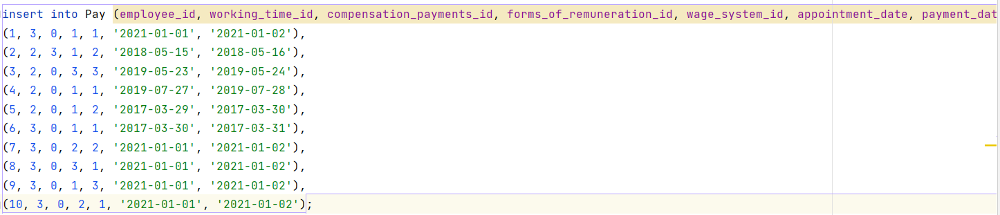 insert into Pay (employee_id, working_time_id, compensation_payments_id, forms_of_remuneration_id, wage_system_id, appointment_date, payment_dat
(1, 3, 0, 1, 1, '2021-01-01', '2021-01-02'),
(2, 2, 3, 1, 2, '2018-05-15', '2018-05-16'),
(3, 2, 0, 3, 3, '2019-05-23', '2019-05-24'),
(4, 2, 0, 1, 1, '2019-07-27', '2019-07-28'),
(5, 2, 0, 1, 2, '2017-03-29', '2017-03-30'),
(6, 3, 0, 1, 1, '2017-03-30', '2017-03-31'),
(7, 3, 0, 2, 2, '2021-01-01', '2021-01-02'),
(8, 3, 0, 3, 1, '2021-01-01', '2021-01-02'),
(9, 3, 0, 1, 3, '2021-01-01', '2021-01-02'),
(10, 3, 0, 2, 1, '2021-01-01', '2021-01-02');